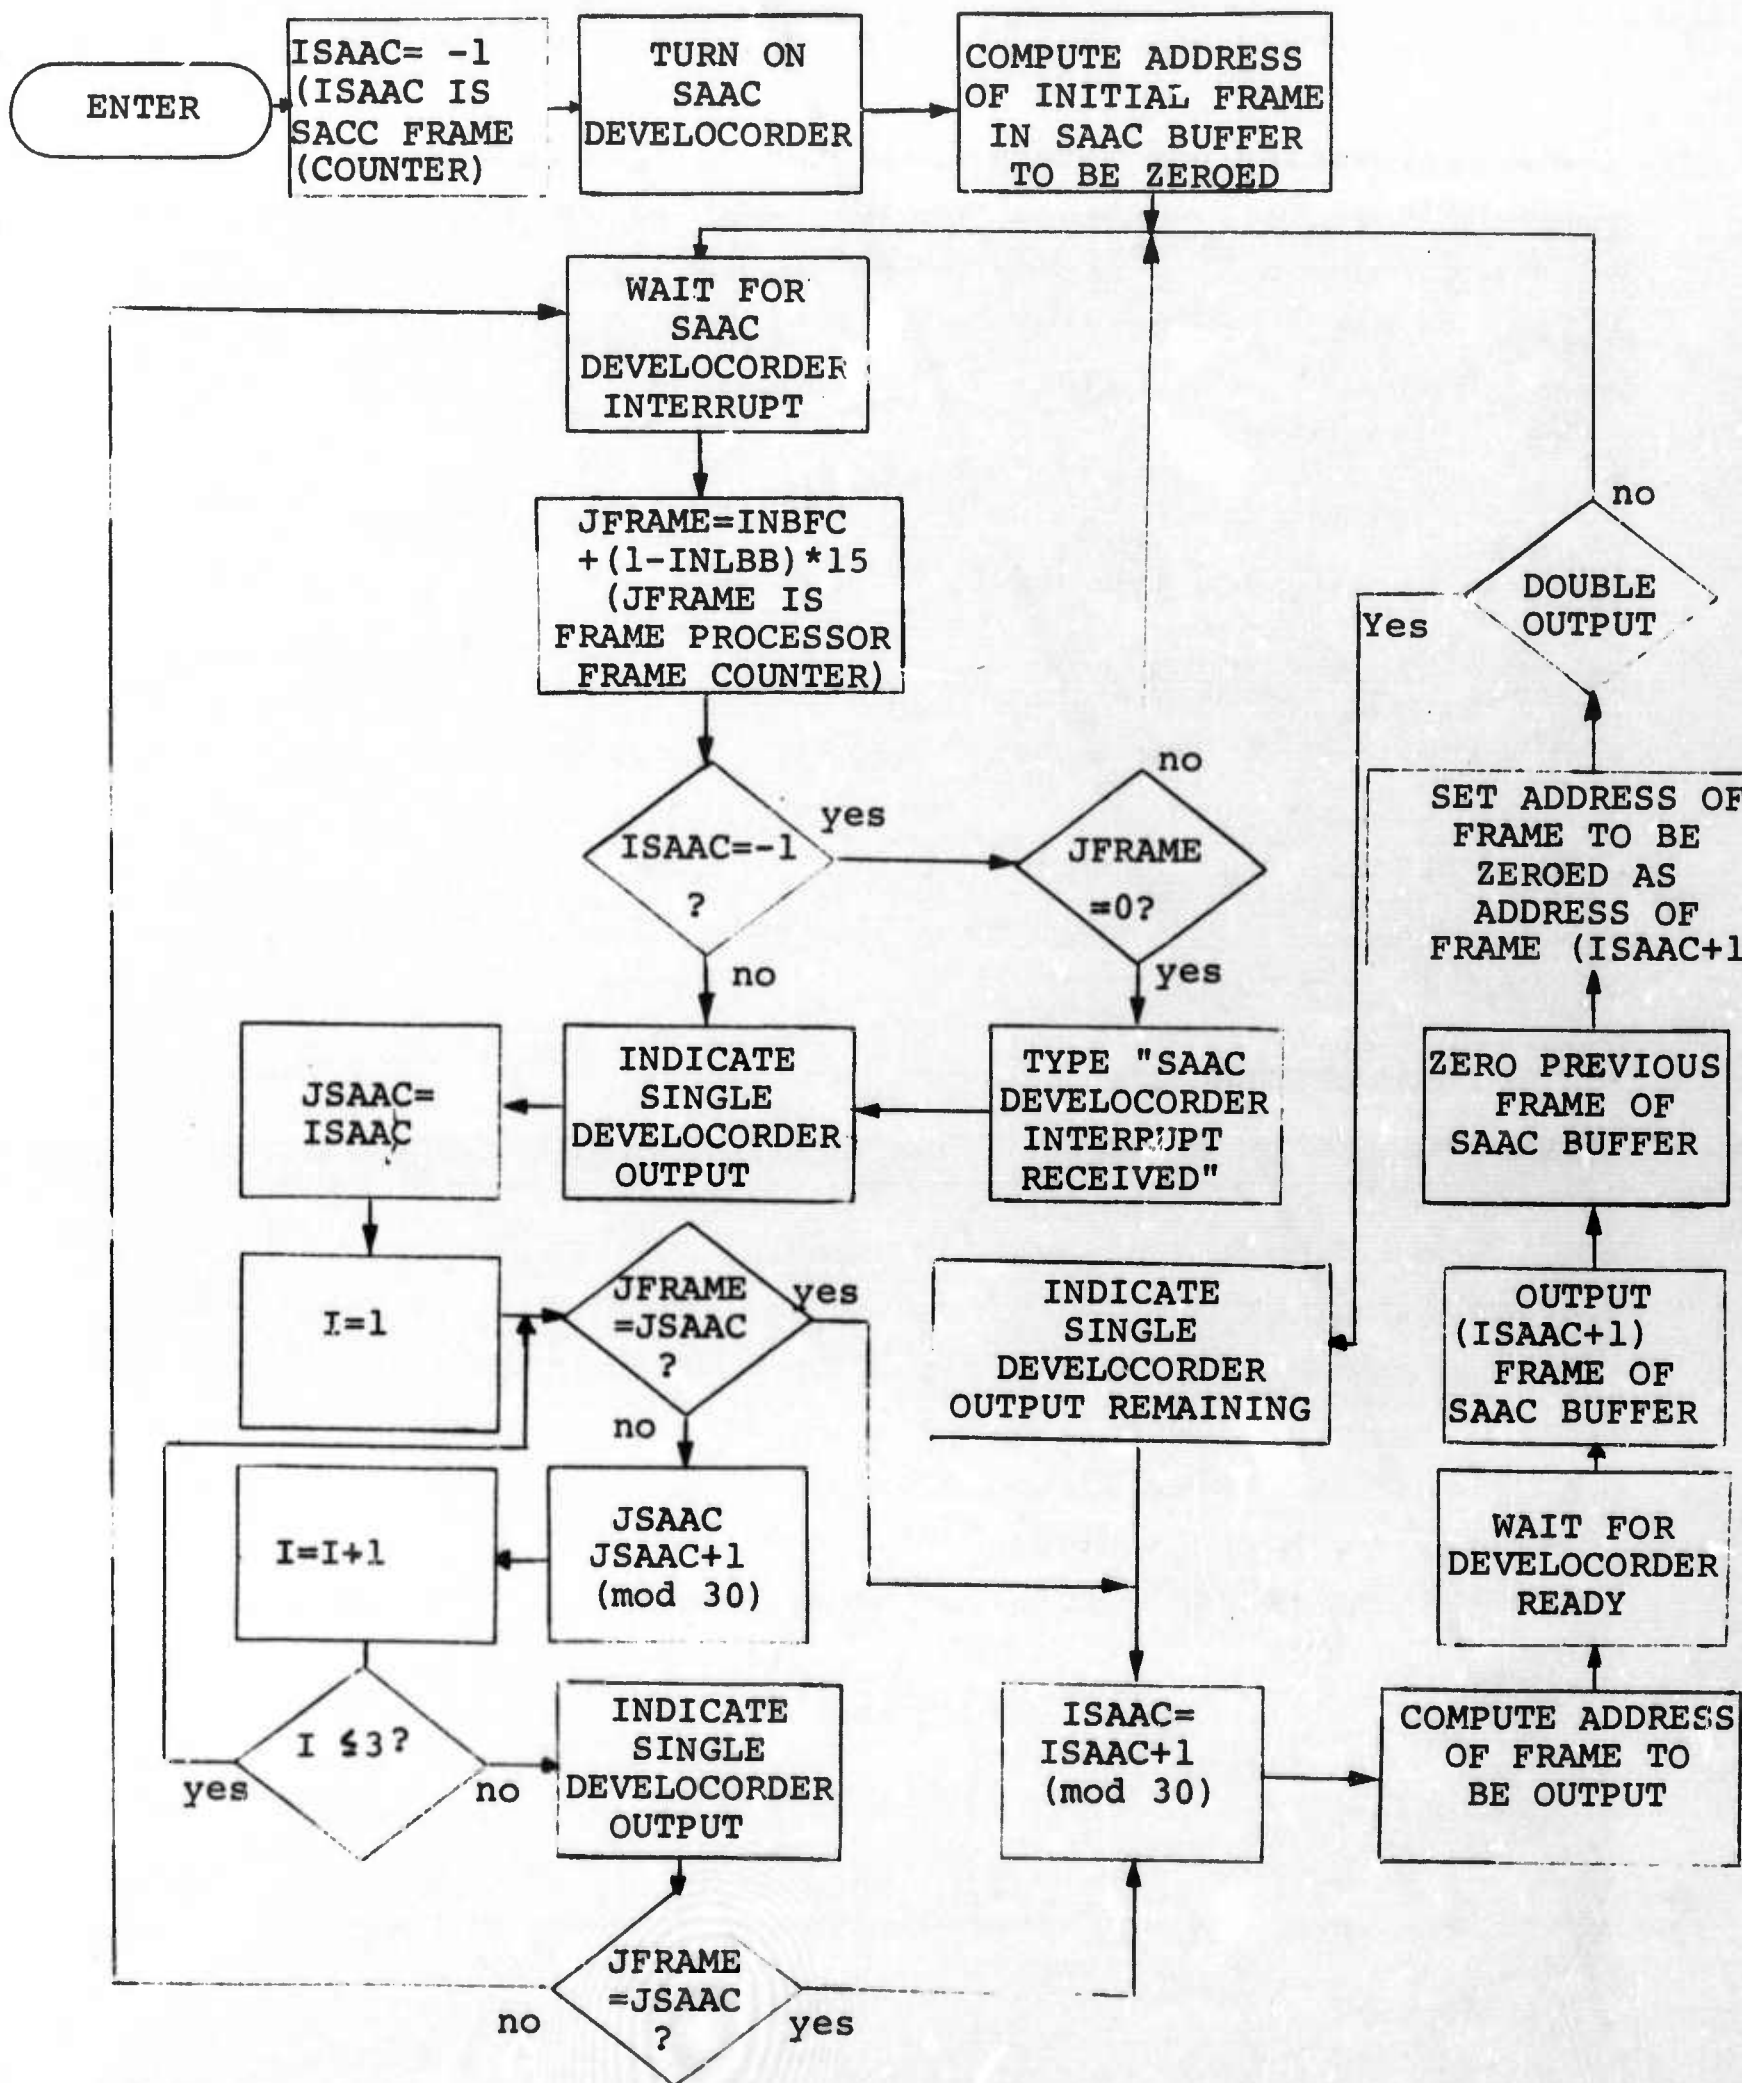 ENTER
ISAAC= -1
(ISAAC IS
SACC FRAME
(COUNTER)
TURN ON
SAAC
DEVELOCORDER
COMPUTE ADDRESS
OF INITIAL FRAME
IN SAAC BUFFER
TO BE ZEROED
WAIT FOR
SAAC
DEVELOCORDER
INTERRUPT
JFRAME=INBFC
+(1-INLBB)*15
(JFRAME IS
FRAME PROCESSOR
FRAME COUNTER)
ISAAC=-1
?
yes
no
JFRAME
=0?
no
yes
TYPE "SAAC
DEVELOCORDER
INTERRUPT
RECEIVED"
INDICATE
SINGLE
DEVELOCORDER
OUTPUT
JSAAC=
ISAAC
I=1
JFRAME
=JSAAC
?
yes
no
JSAAC
JSAAC+1
(mod 30)
I=I+1
I ≦3?
yes
no
INDICATE
SINGLE
DEVELOCORDER
OUTPUT
JFRAME
=JSAAC
?
no
yes
INDICATE
SINGLE
DEVELOCORDER
OUTPUT REMAINING
ISAAC=
ISAAC+1
(mod 30)
COMPUTE ADDRESS
OF FRAME TO
BE OUTPUT
WAIT FOR
DEVELOCORDER
READY
OUTPUT
(ISAAC+1)
FRAME OF
SAAC BUFFER
ZERO PREVIOUS
FRAME OF
SAAC BUFFER
SET ADDRESS OF
FRAME TO BE
ZEROED AS
ADDRESS OF
FRAME (ISAAC+1
DOUBLE
OUTPUT
no
Yes